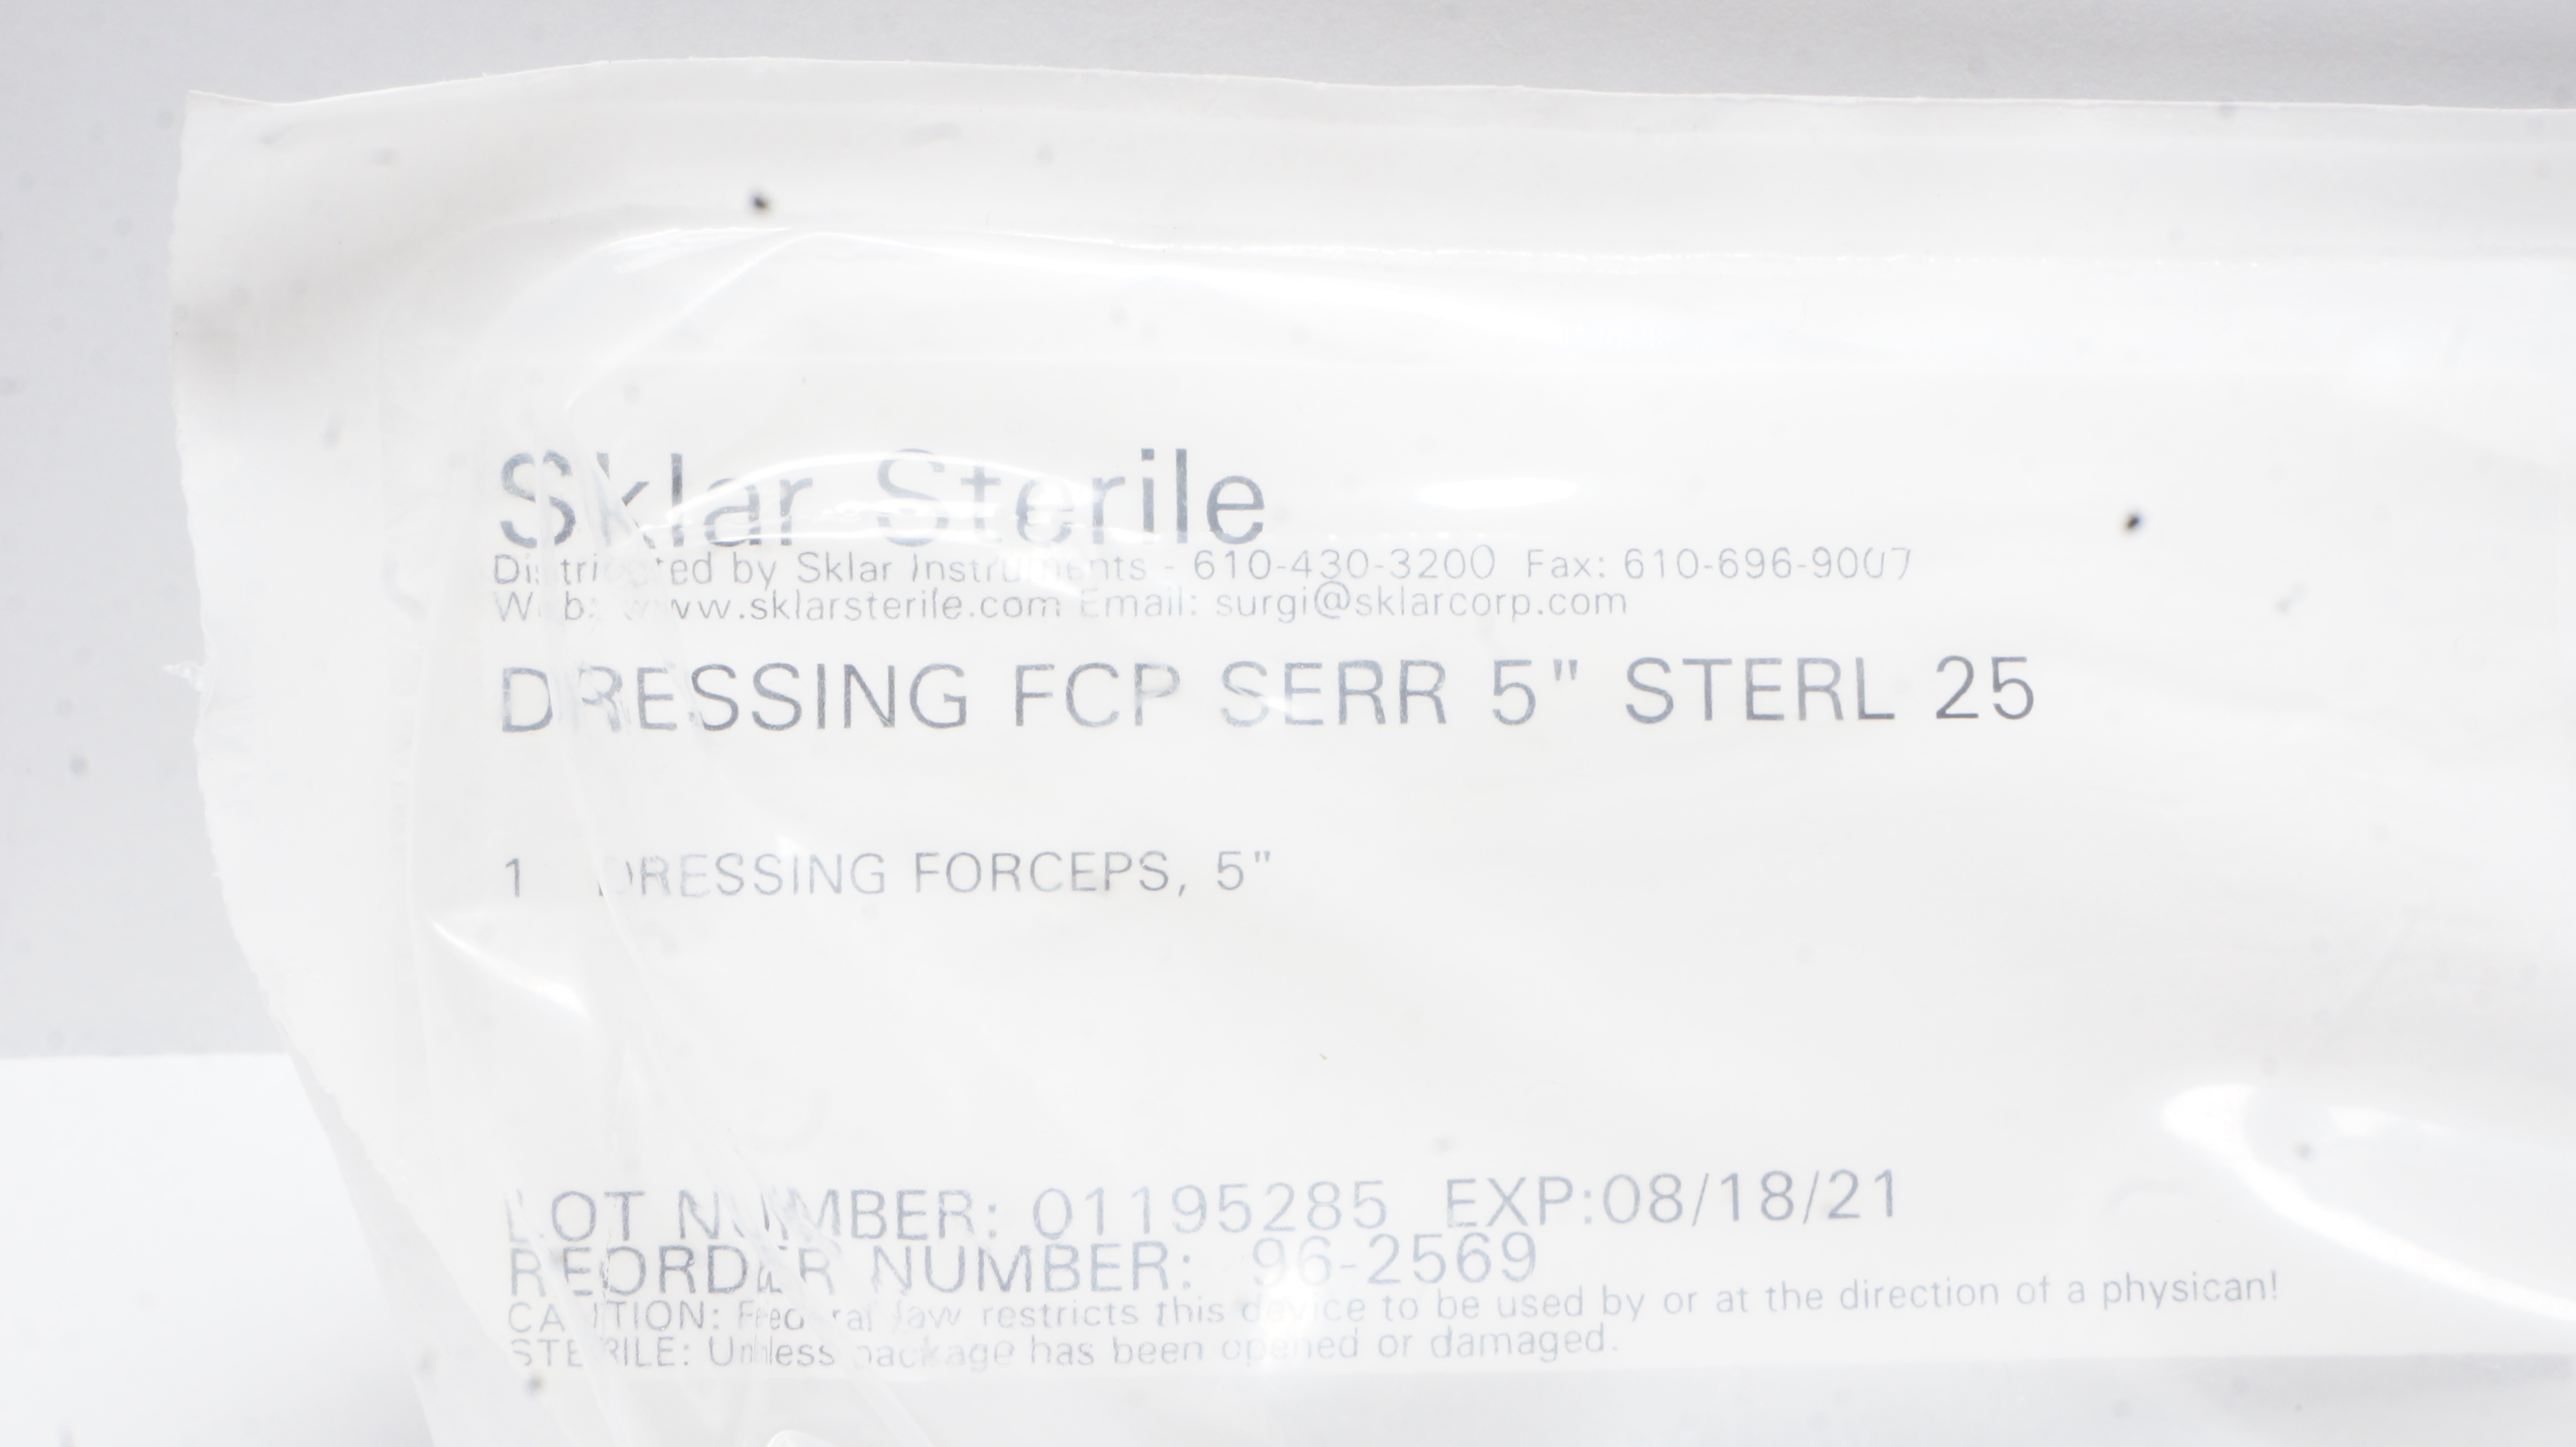 Sklar Sterile
Distributed by Sklar Instruments - 610-430-3200 Fax: 610-696-9007
Web: www.sklarsterile.com Email: surgi@sklarcorp.com
DRESSING FCP SERR 5" STERL 25
1 DRESSING FORCEPS, 5"
LOT NUMBER: 01195285 EXP:08/18/21
REORDER NUMBER: 96-2569
CAUTION: Federal law restricts this device to be used by or at the direction of a physican!
STERILE: Unless package has been opened or damaged.